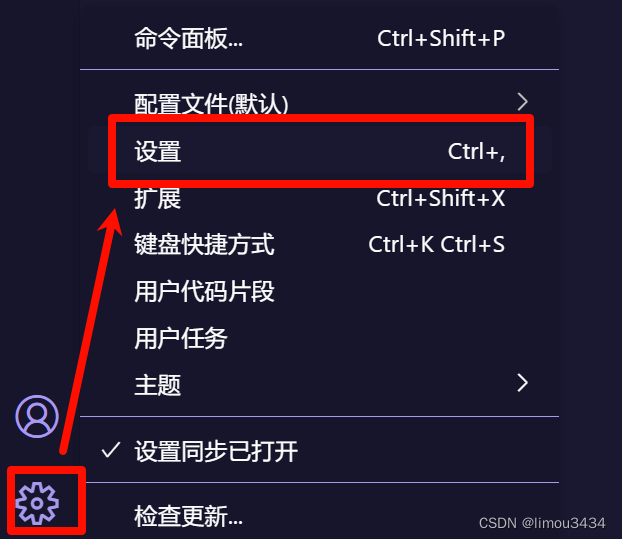 命令面板... Ctrl+Shift+P
配置文件(默认)
设置 Ctrl+,
扩展 Ctrl+Shift+X
键盘快捷方式 Ctrl+K Ctrl+S
用户代码片段
用户任务
主题
设置同步已打开
检查更新...
CSDN @limou3434